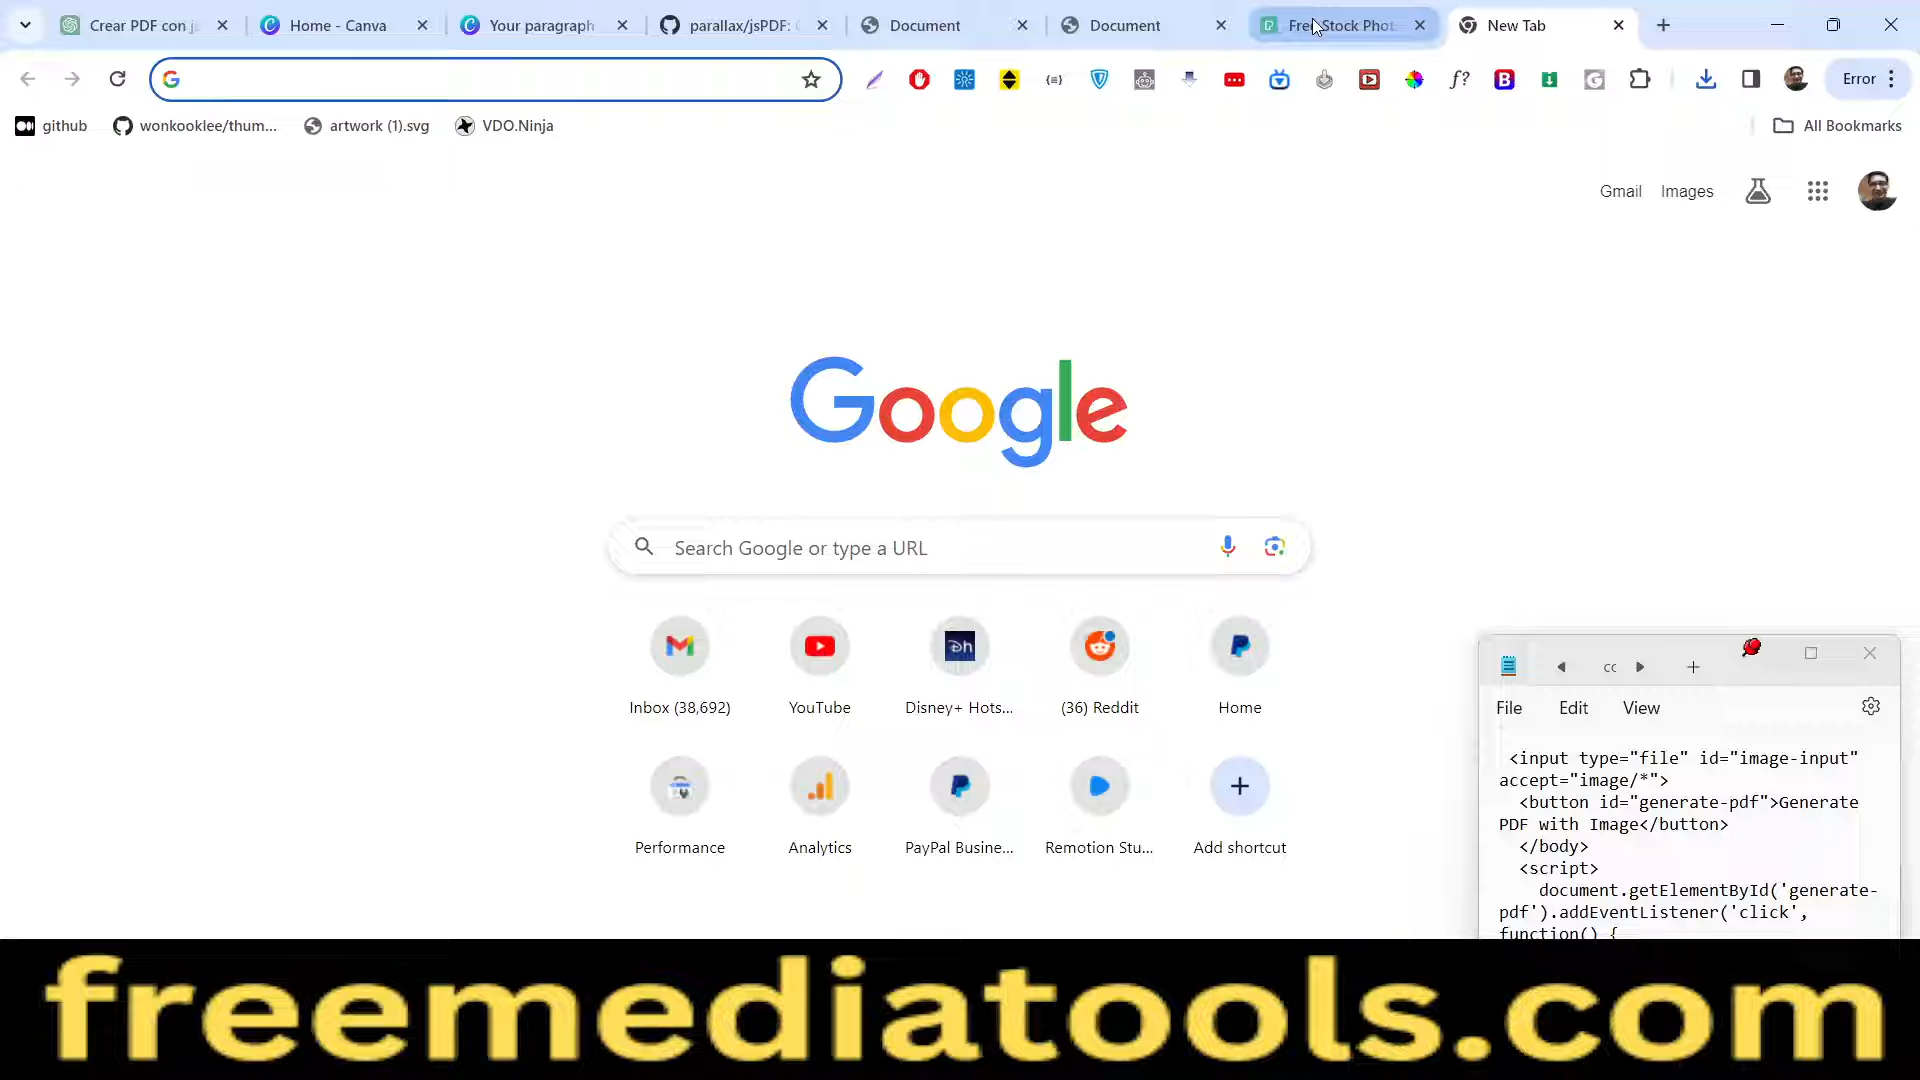 Crear PDF con j
Home - Canva
Your paragraph
parallax/jsPDF:
Document
Document
Free Stock Phot
New Tab
Error
github
wonkooklee/thum...
artwork (1).svg
VDO.Ninja
All Bookmarks
Gmail
Images
Google
Search Google or type a URL
Inbox (38,692)
YouTube
Disney+ Hots...
(36) Reddit
Home
Performance
Analytics
PayPal Busine...
Remotion Stu...
Add shortcut
File
Edit
View
<input type="file" id="image-input"
accept="image/*">
<button id="generate-pdf">Generate
PDF with Image</button>
</body>
<script>
document.getElementById('generate-
pdf').addEventListener('click',
function() {
freemediatools.com